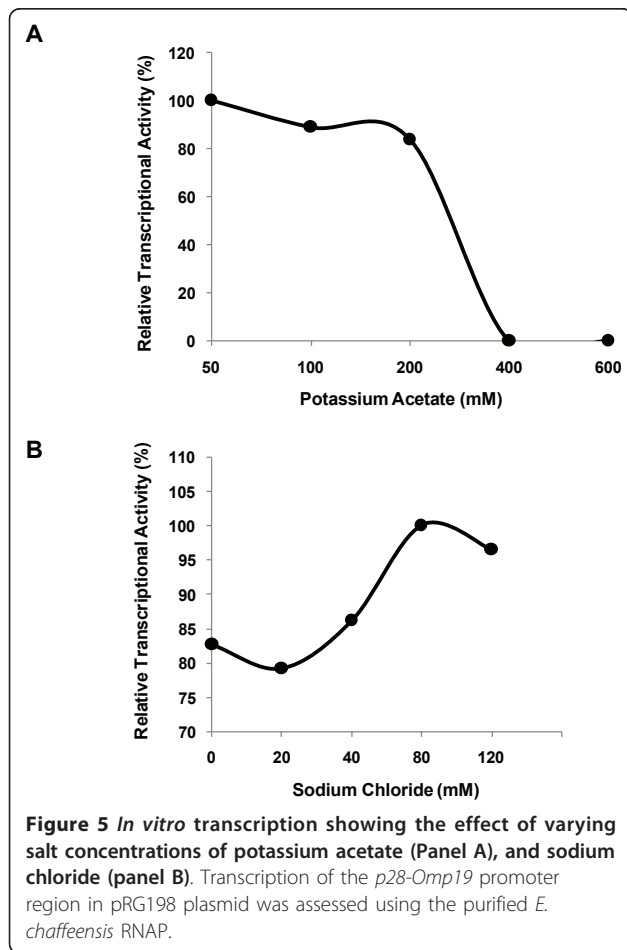 A
Relative Transcriptional Activity (%)
120
100
80
60
40
20
0
50 100 200 400 600
Potassium Acetate (mM)
B
Relative Transcriptional Activity (%)
110
105
100
95
90
85
80
75
70
0 20 40 80 120
Sodium Chloride (mM)
Figure 5 In vitro transcription showing the effect of varying
salt concentrations of potassium acetate (Panel A), and sodium
chloride (panel B). Transcription of the p28-Omp19 promoter
region in pRG198 plasmid was assessed using the purified E.
chaffeensis RNAP.